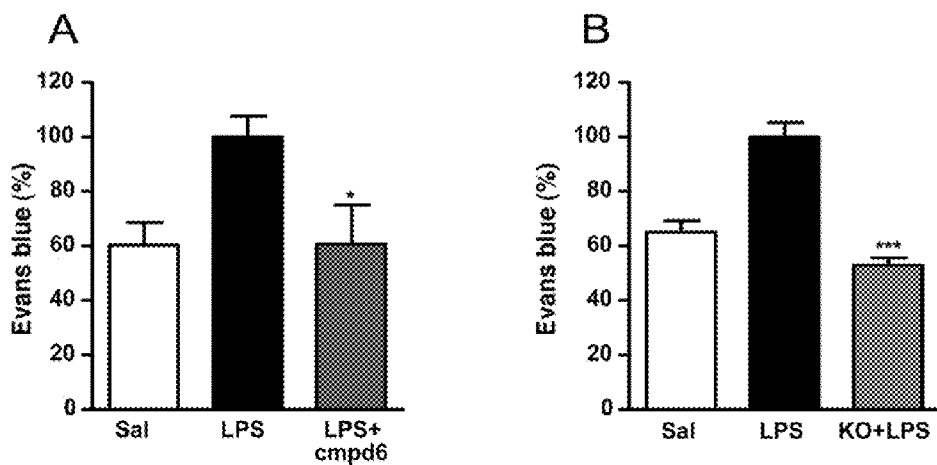 A
Evans blue (%)
120
100
80
60
40
20
0
*
Sal
LPS
LPS+
cmpd6
B
Evans blue (%)
120
100
80
60
40
20
0
***
Sal
LPS
KO+LPS